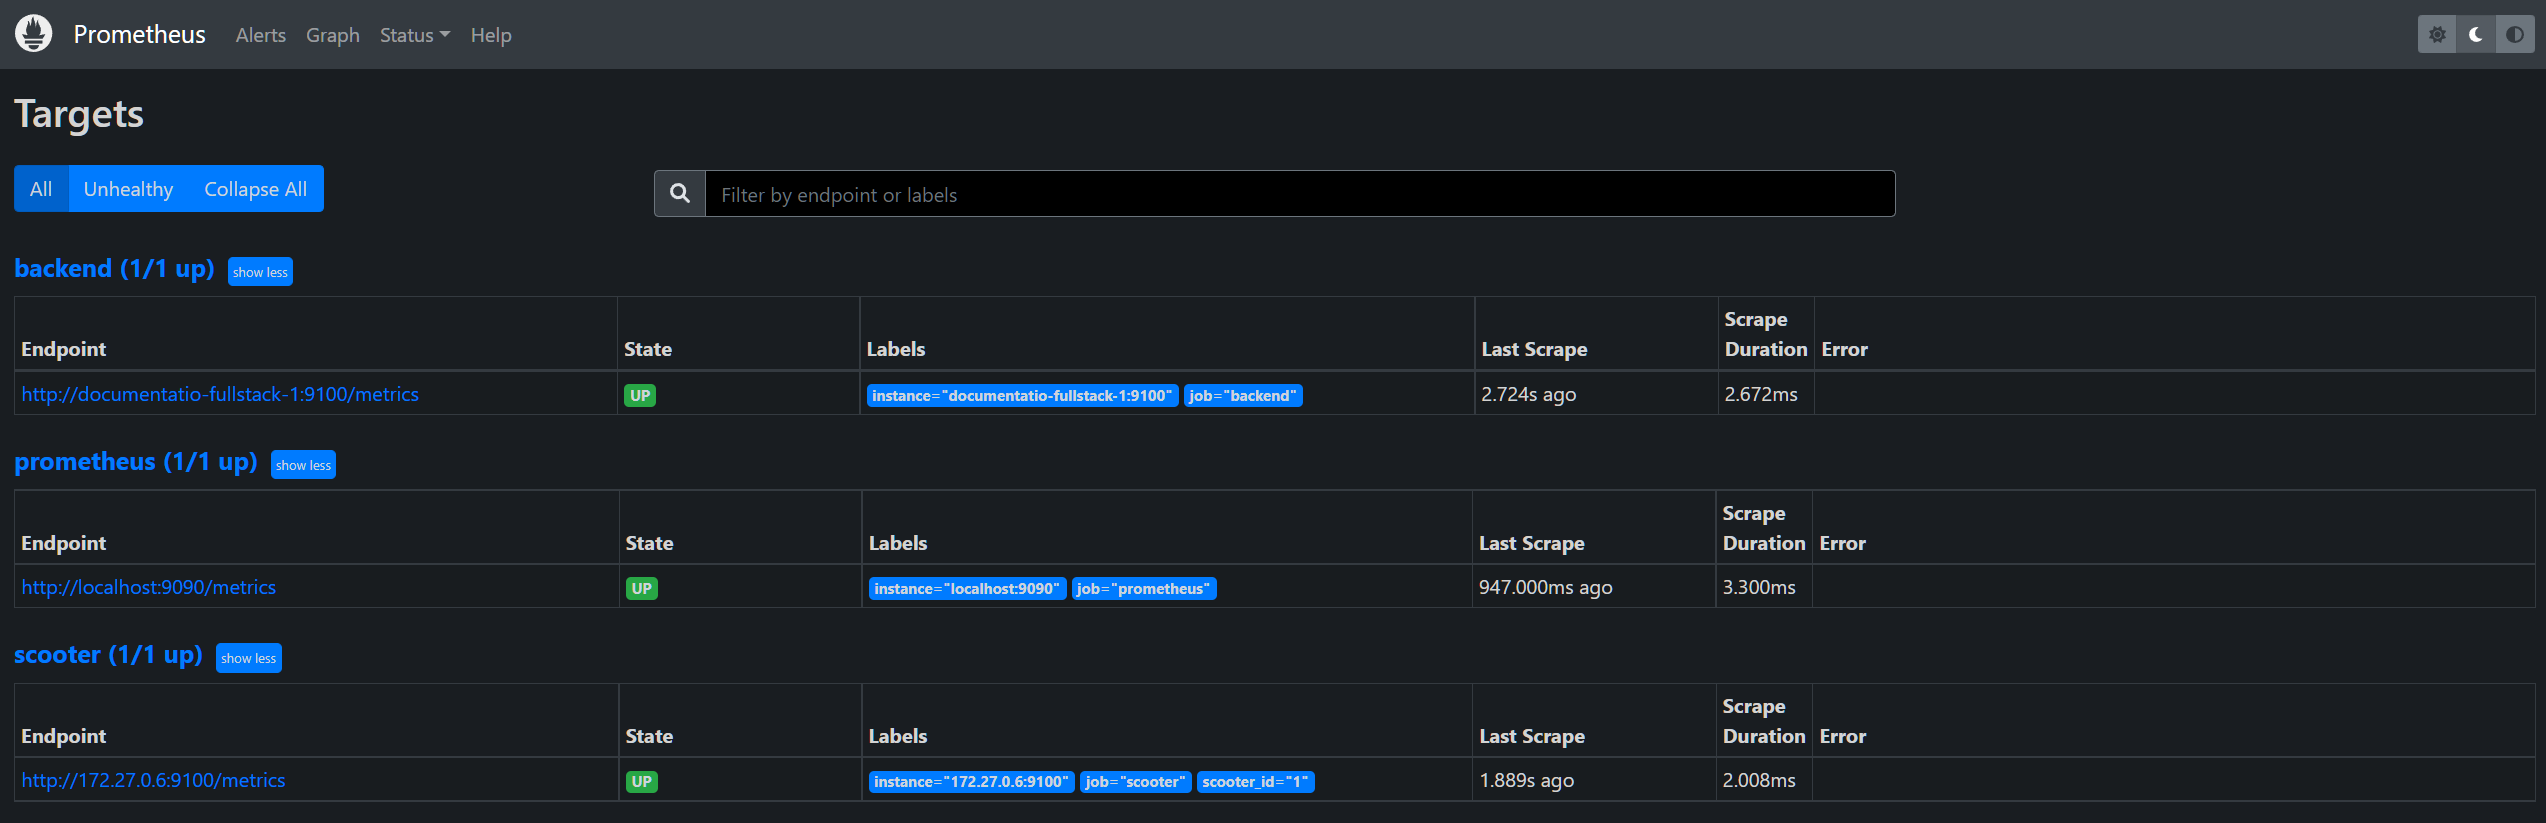 Prometheus Alerts Graph Status Help
Targets
All Unhealthy Collapse All
Filter by endpoint or labels
backend (1/1 up) show less
Endpoint State Labels Last Scrape Scrape Duration Error
http://documentatio-fullstack-1:9100/metrics UP instance="documentatio-fullstack-1:9100" job="backend" 2.724s ago 2.672ms
prometheus (1/1 up) show less
Endpoint State Labels Last Scrape Scrape Duration Error
http://localhost:9090/metrics UP instance="localhost:9090" job="prometheus" 947.000ms ago 3.300ms
scooter (1/1 up) show less
Endpoint State Labels Last Scrape Scrape Duration Error
http://172.27.0.6:9100/metrics UP instance="172.27.0.6:9100" job="scooter" scooter_id="1" 1.889s ago 2.008ms